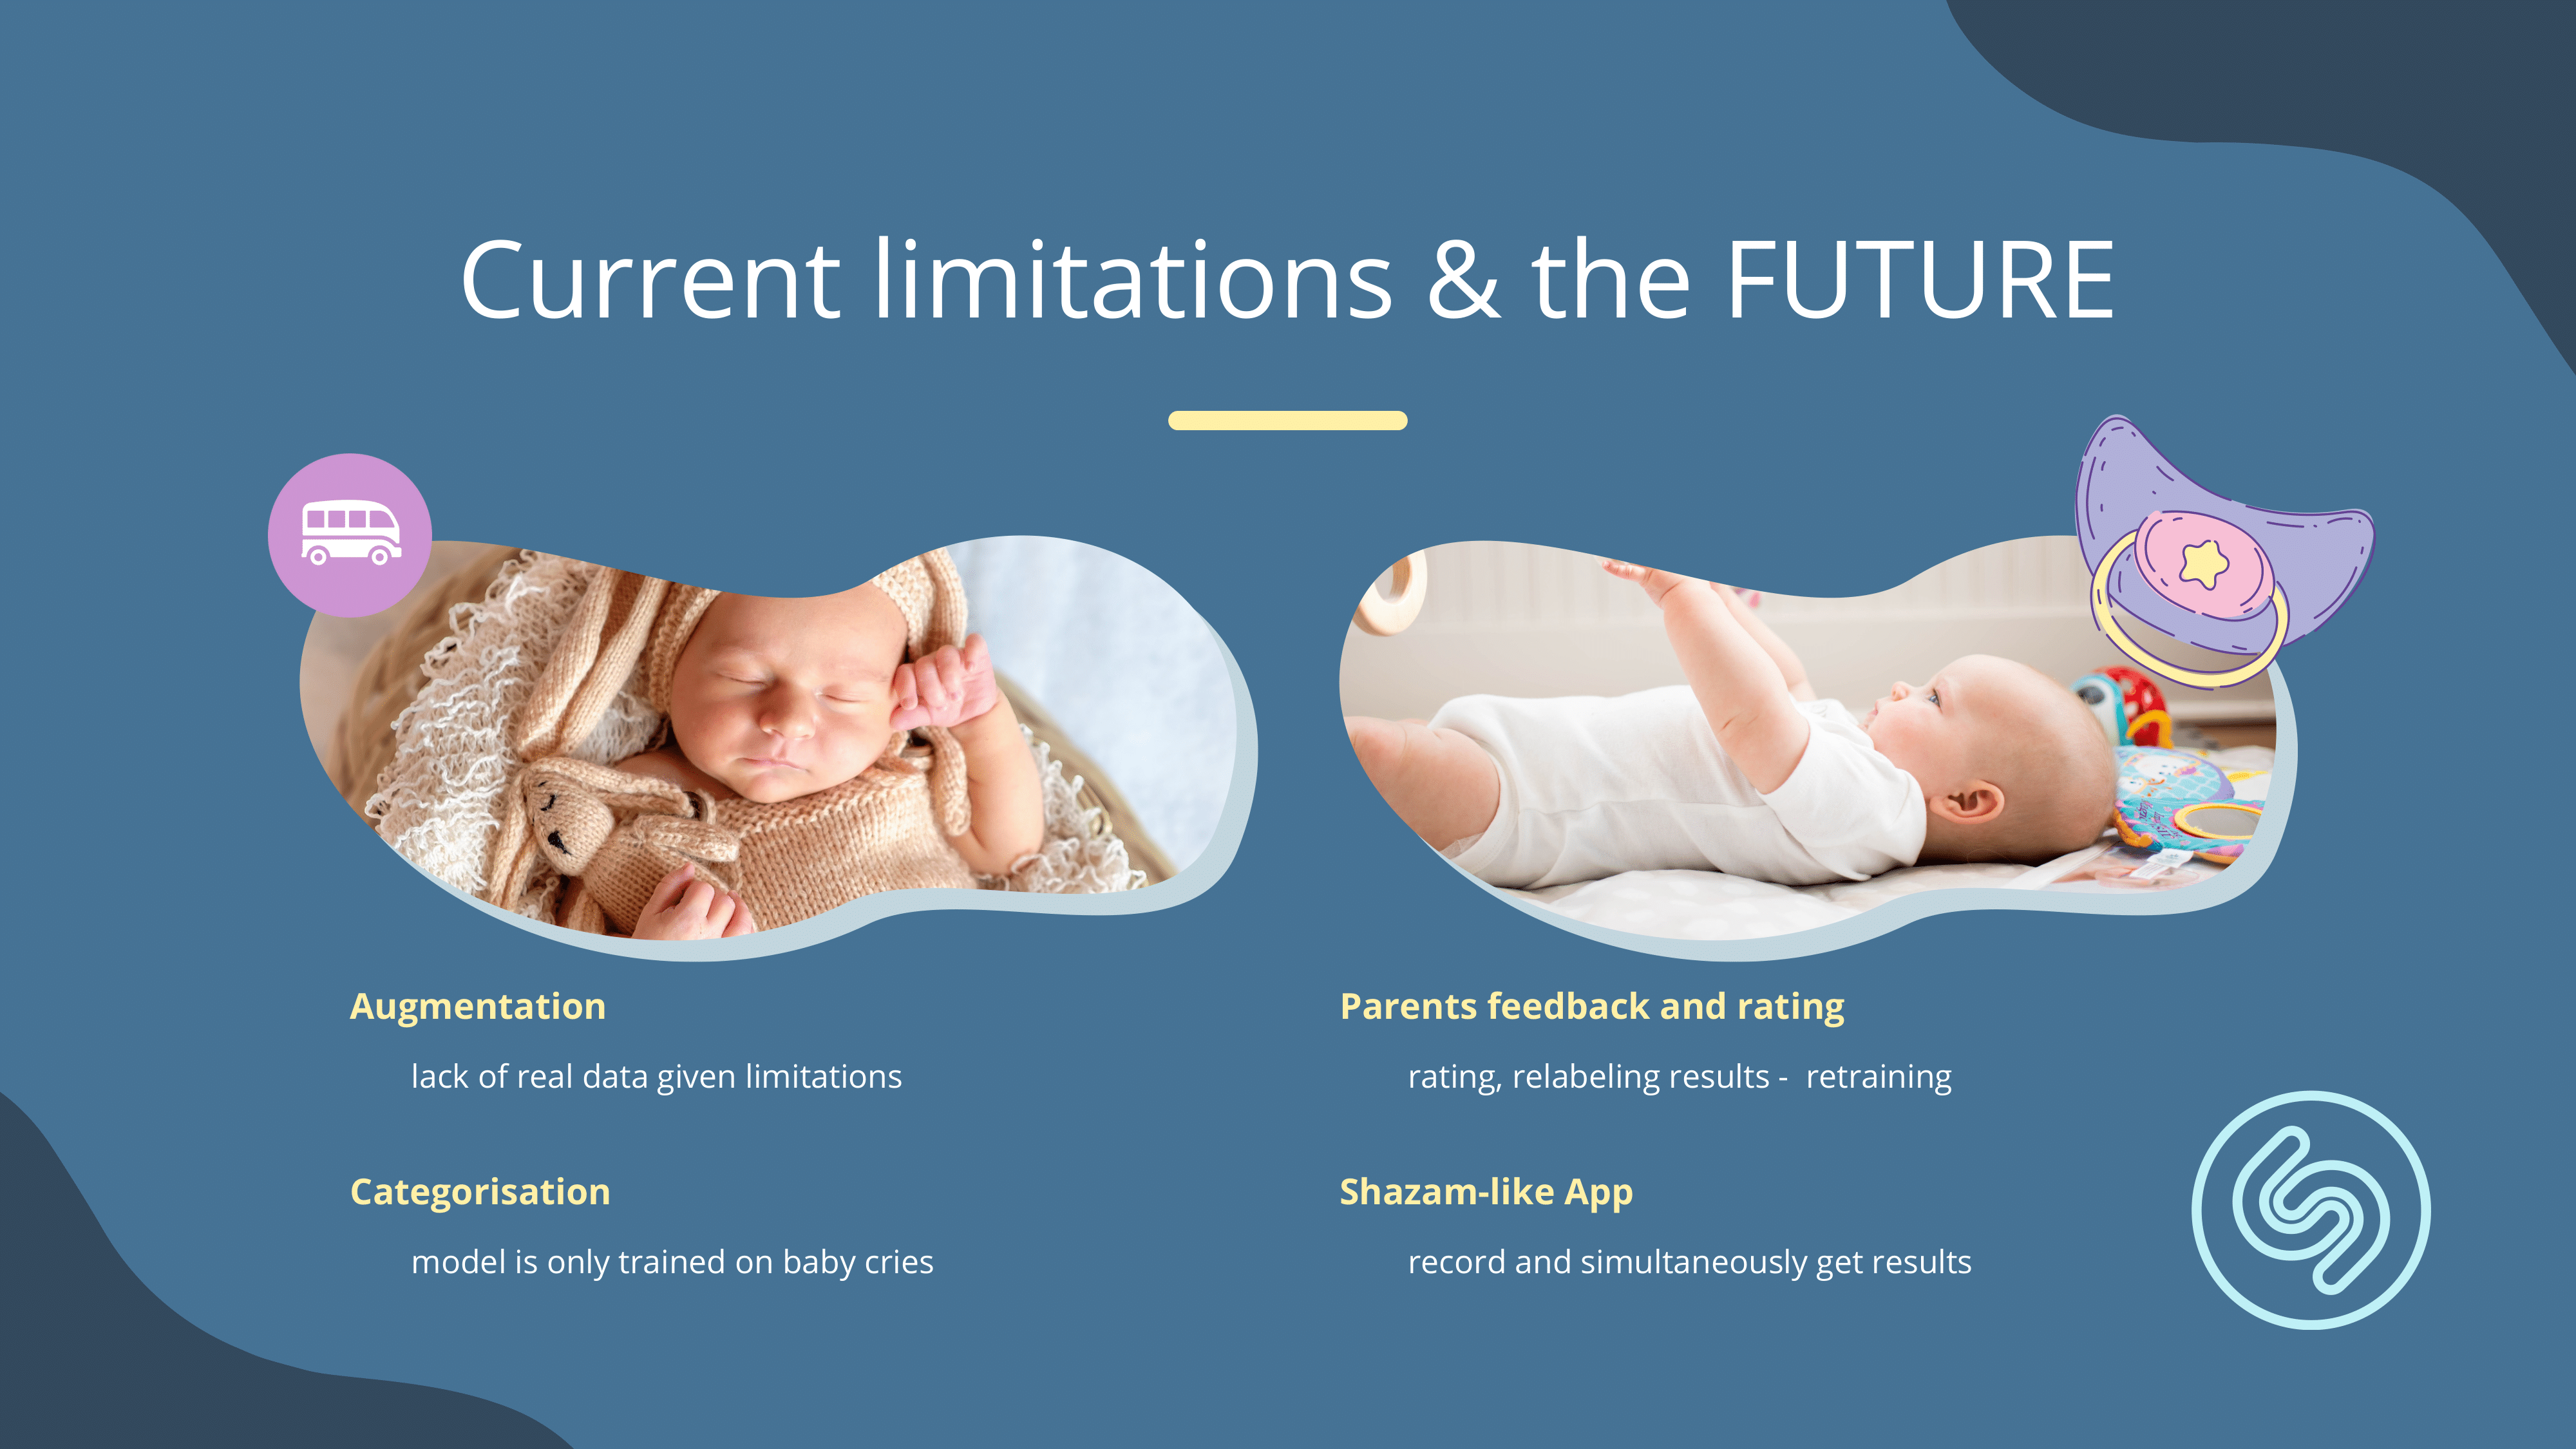 Current limitations & the FUTURE
Augmentation
lack of real data given limitations
Categorisation
model is only trained on baby cries
Parents feedback and rating
rating, relabeling results -  retraining
Shazam-like App
record and simultaneously get results